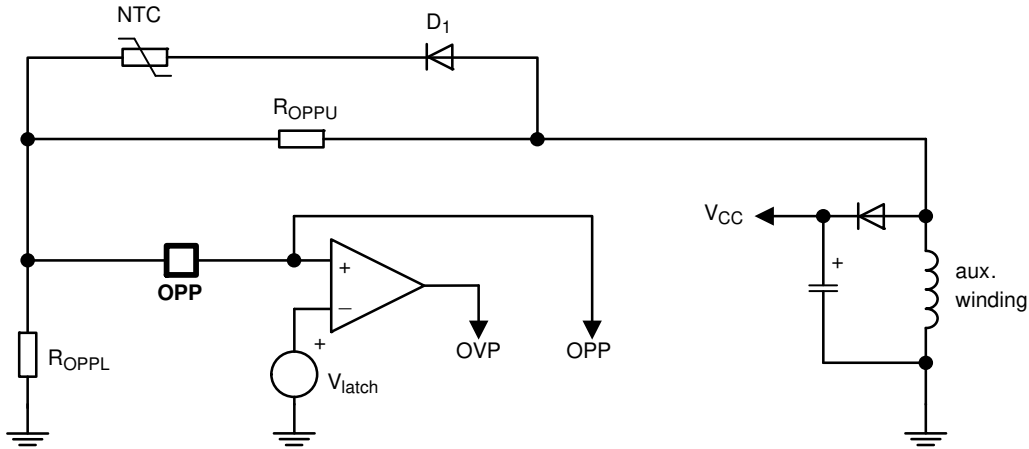 NTC
D1
ROPPU
VCC
+
aux.
winding
+
−
OPP
+
Vlatch
OVP
OPP
ROPPL